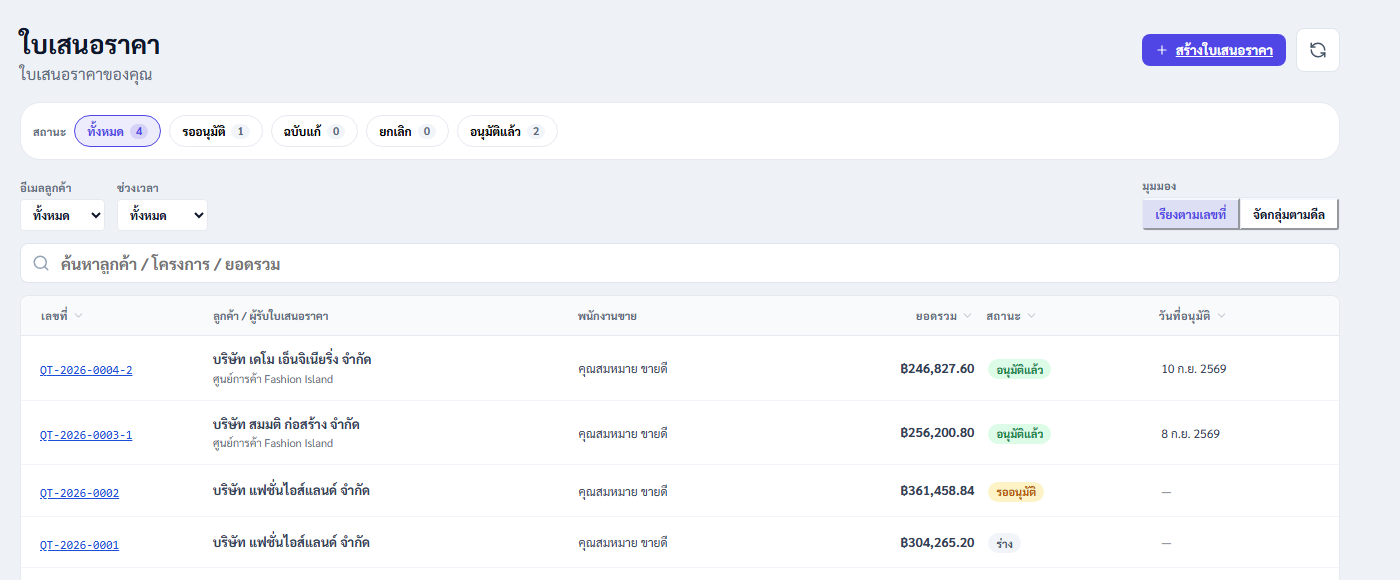 ใบเสนอราคา
ใบเสนอราคาของคุณ
+ สร้างใบเสนอราคา
สถานะ ทั้งหมด 4 รออนุมัติ 1 ฉบับแก้ 0 ยกเลิก 0 อนุมัติแล้ว 2
อีเมลลูกค้า ช่วงเวลา มุมมอง
ทั้งหมด ทั้งหมด เรียงตามเลขที่ จัดกลุ่มตามดีล
ค้นหาลูกค้า / โครงการ / ยอดรวม
เลขที่ ลูกค้า / ผู้รับใบเสนอราคา พนักงานขาย ยอดรวม สถานะ วันที่อนุมัติ
QT-2026-0004-2 บริษัท เดโม เอ็นจิเนียริ่ง จำกัด คุณสมหมาย ขายดี ฿246,827.60 อนุมัติแล้ว 10 ก.ย. 2569
ศูนย์การค้า Fashion Island
QT-2026-0003-1 บริษัท สมมติ ก่อสร้าง จำกัด คุณสมหมาย ขายดี ฿256,200.80 อนุมัติแล้ว 8 ก.ย. 2569
ศูนย์การค้า Fashion Island
QT-2026-0002 บริษัท แฟชั่นไอส์แลนด์ จำกัด คุณสมหมาย ขายดี ฿361,458.84 รออนุมัติ —
QT-2026-0001 บริษัท แฟชั่นไอส์แลนด์ จำกัด คุณสมหมาย ขายดี ฿304,265.20 ร่าง —